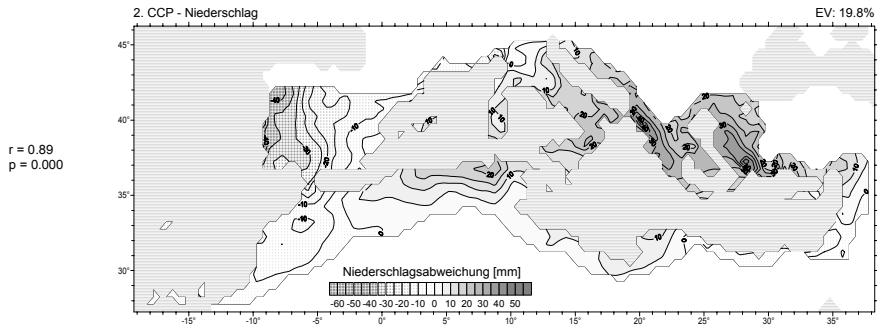 2. CCP - Niederschlag EV: 19.8%
r = 0.89
p = 0.000
45°
40°
35°
30°
Niederschlagsabweichung [mm]
-60 -50 -40 -30 -20 -10 0 10 20 30 40 50
-15° -10° -5° 0° 5° 10° 15° 20° 25° 30° 35°